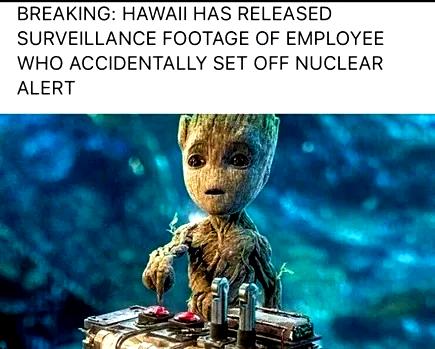 BREAKING: HAWAII HAS RELEASED
SURVEILLANCE FOOTAGE OF EMPLOYEE
WHO ACCIDENTALLY SET OFF NUCLEAR
ALERT